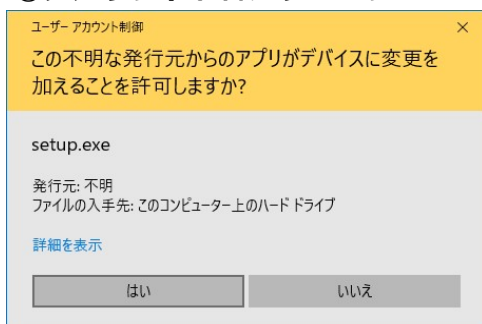 ユーザー アカウント制御
×
この不明な発行元からのアプリがデバイスに変更を
加えることを許可しますか?
setup.exe
発行元: 不明
ファイルの入手先: このコンピューター上のハード ドライブ
詳細を表示
はい
いいえ